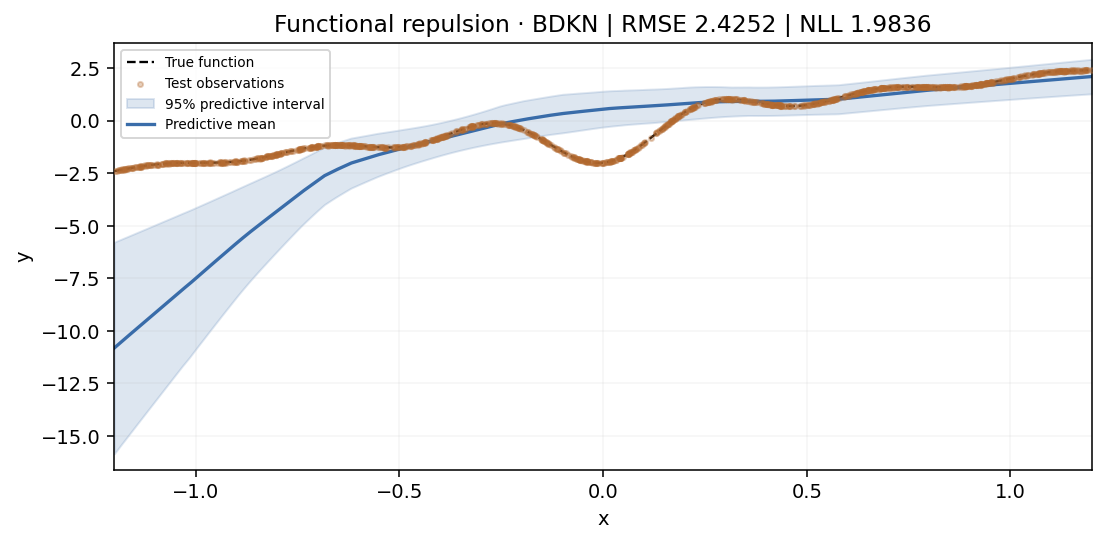 Functional repulsion · BDKN | RMSE 2.4252 | NLL 1.9836
True function
Test observations
95% predictive interval
Predictive mean
2.5
0.0
−2.5
−5.0
−7.5
−10.0
−12.5
−15.0
y
−1.0
−0.5
0.0
0.5
1.0
x